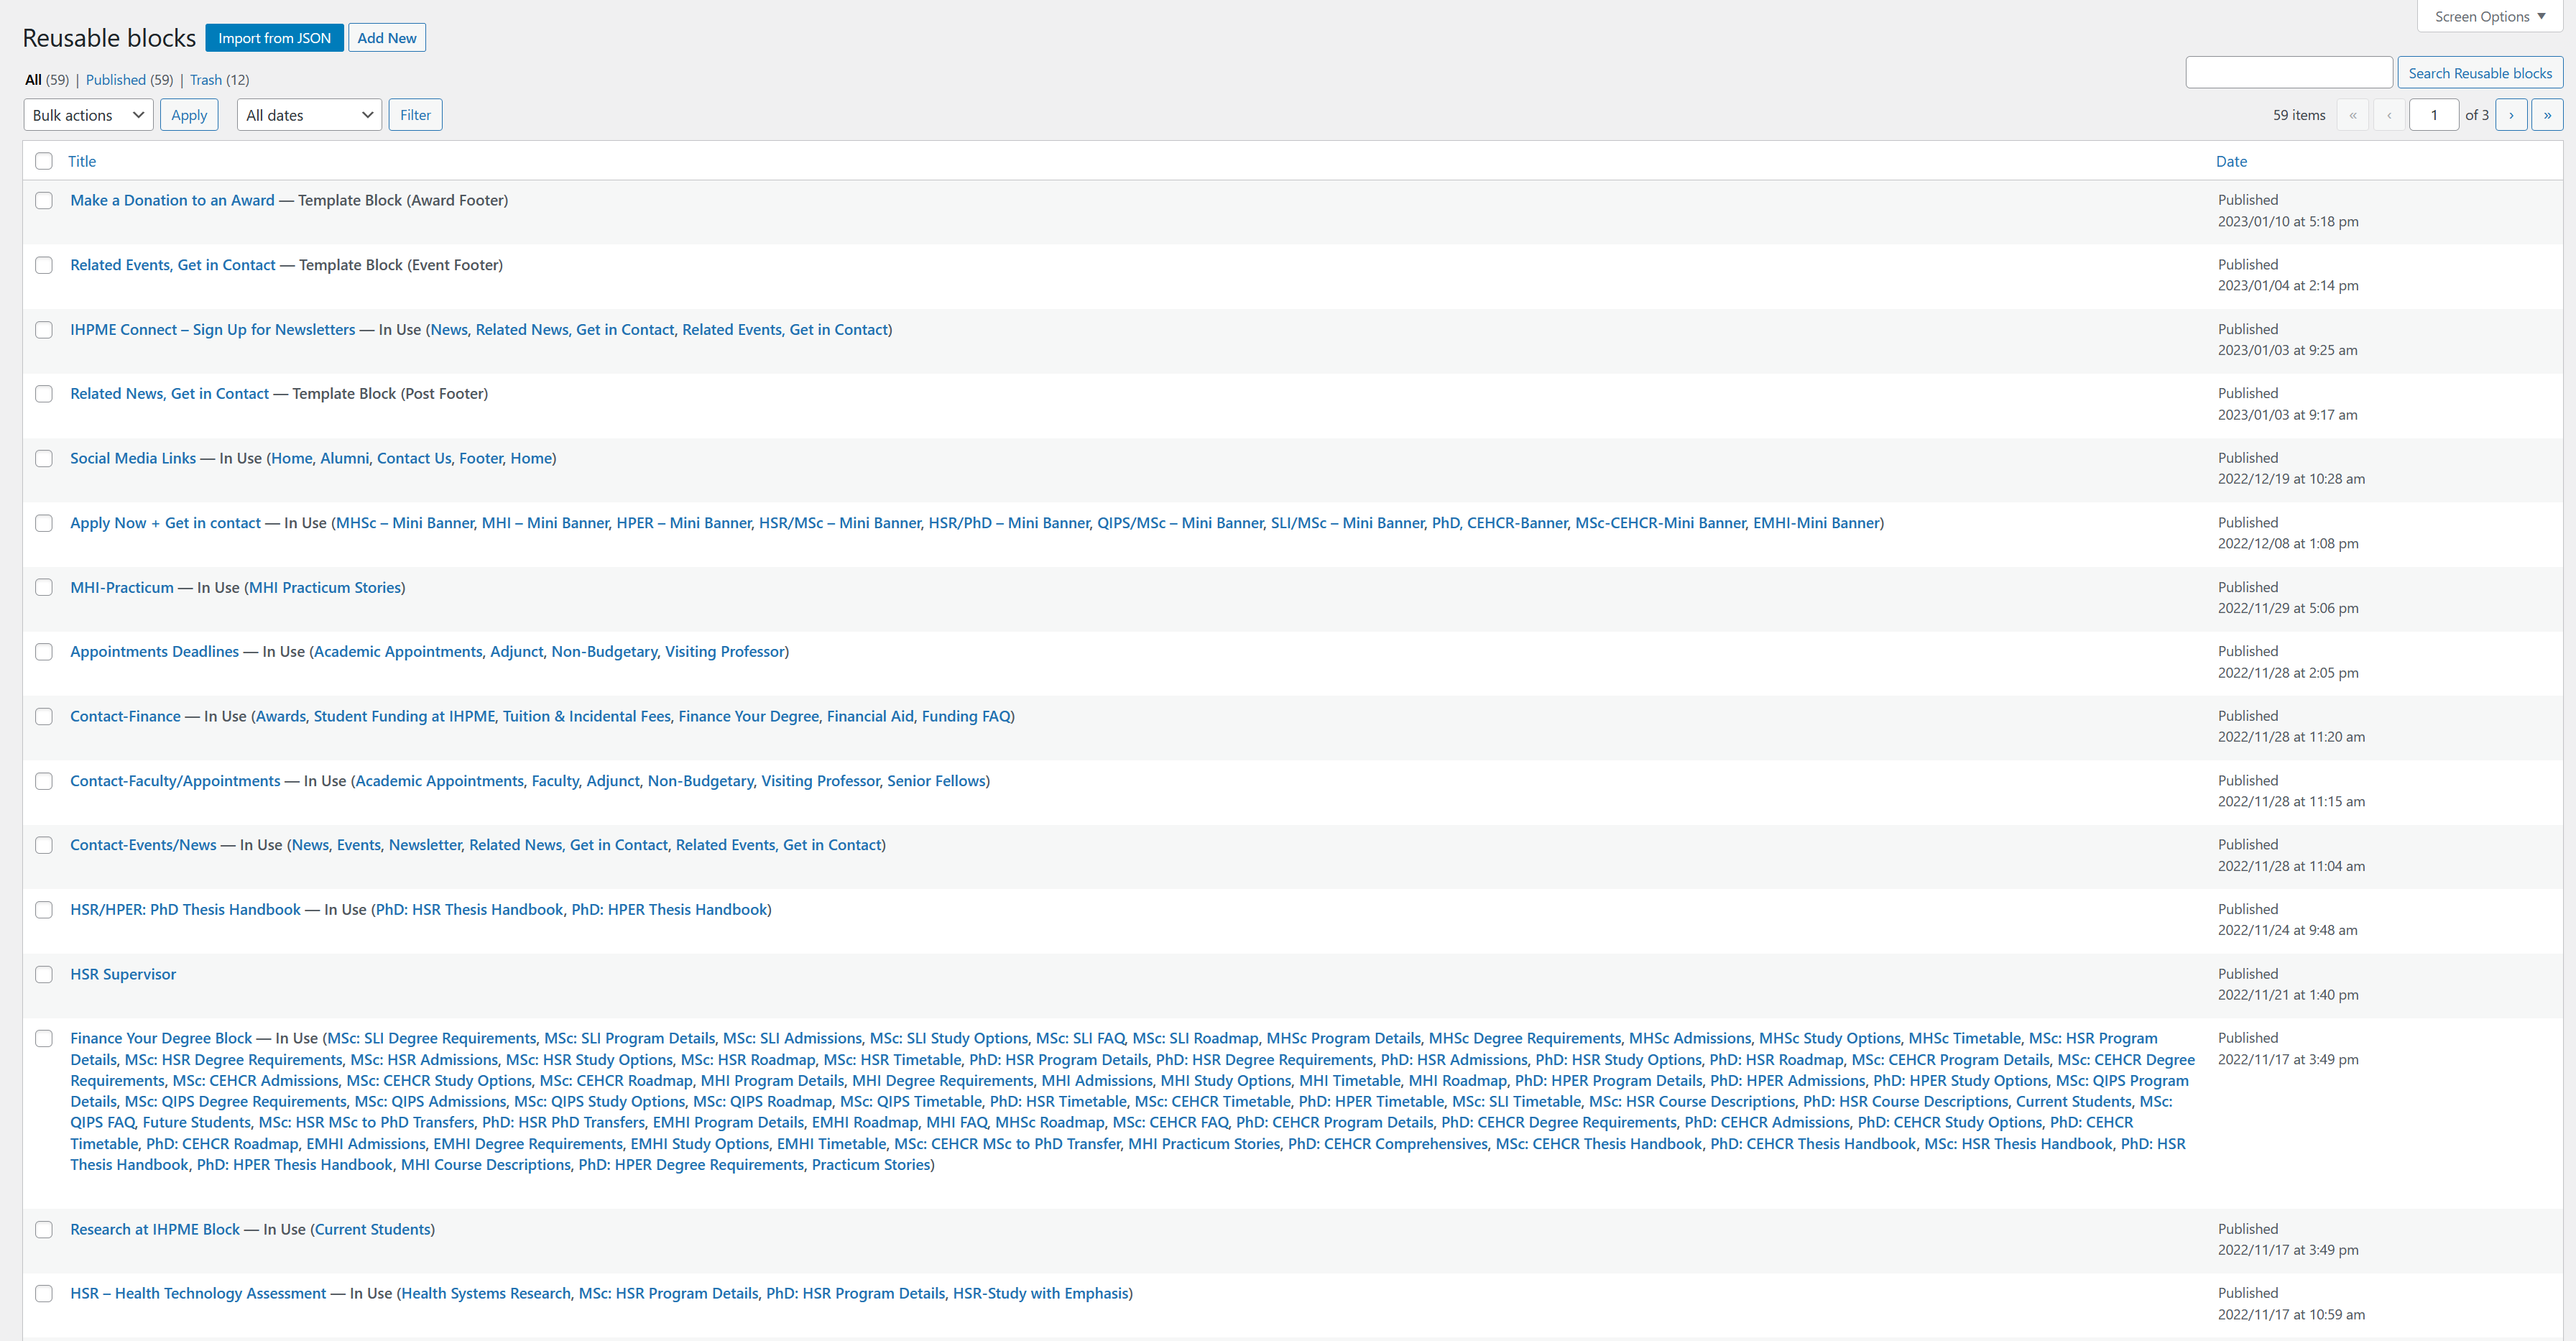 Screen Options ▼
Reusable blocks Import from JSON Add New
All (59) | Published (59) | Trash (12)
Search Reusable blocks
Bulk actions Apply All dates Filter 59 items « ‹ 1 of 3 › »
Title Date
Make a Donation to an Award — Template Block (Award Footer) Published
2023/01/10 at 5:18 pm
Related Events, Get in Contact — Template Block (Event Footer) Published
2023/01/04 at 2:14 pm
IHPME Connect – Sign Up for Newsletters — In Use (News, Related News, Get in Contact, Related Events, Get in Contact) Published
2023/01/03 at 9:25 am
Related News, Get in Contact — Template Block (Post Footer) Published
2023/01/03 at 9:17 am
Social Media Links — In Use (Home, Alumni, Contact Us, Footer, Home) Published
2022/12/19 at 10:28 am
Apply Now + Get in contact — In Use (MHSc – Mini Banner, MHI – Mini Banner, HPER – Mini Banner, HSR/MSc – Mini Banner, HSR/PhD – Mini Banner, QIPS/MSc – Mini Banner, SLI/MSc – Mini Banner, PhD, CEHCR-Banner, MSc-CEHCR-Mini Banner, EMHI-Mini Banner) Published
2022/12/08 at 1:08 pm
MHI-Practicum — In Use (MHI Practicum Stories) Published
2022/11/29 at 5:06 pm
Appointments Deadlines — In Use (Academic Appointments, Adjunct, Non-Budgetary, Visiting Professor) Published
2022/11/28 at 2:05 pm
Contact-Finance — In Use (Awards, Student Funding at IHPME, Tuition & Incidental Fees, Finance Your Degree, Financial Aid, Funding FAQ) Published
2022/11/28 at 11:20 am
Contact-Faculty/Appointments — In Use (Academic Appointments, Faculty, Adjunct, Non-Budgetary, Visiting Professor, Senior Fellows) Published
2022/11/28 at 11:15 am
Contact-Events/News — In Use (News, Events, Newsletter, Related News, Get in Contact, Related Events, Get in Contact) Published
2022/11/28 at 11:04 am
HSR/HPER: PhD Thesis Handbook — In Use (PhD: HSR Thesis Handbook, PhD: HPER Thesis Handbook) Published
2022/11/24 at 9:48 am
HSR Supervisor Published
2022/11/21 at 1:40 pm
Finance Your Degree Block — In Use (MSc: SLI Degree Requirements, MSc: SLI Program Details, MSc: SLI Admissions, MSc: SLI Study Options, MSc: SLI FAQ, MSc: SLI Roadmap, MHSc Program Details, MHSc Degree Requirements, MHSc Admissions, MHSc Study Options, MHSc Timetable, MSc: HSR Program Published
Details, MSc: HSR Degree Requirements, MSc: HSR Admissions, MSc: HSR Study Options, MSc: HSR Roadmap, MSc: HSR Timetable, PhD: HSR Program Details, PhD: HSR Degree Requirements, PhD: HSR Admissions, PhD: HSR Study Options, PhD: HSR Roadmap, MSc: CEHCR Program Details, MSc: CEHCR Degree 2022/11/17 at 3:49 pm
Requirements, MSc: CEHCR Admissions, MSc: CEHCR Study Options, MSc: CEHCR Roadmap, MHI Program Details, MHI Degree Requirements, MHI Admissions, MHI Study Options, MHI Timetable, MHI Roadmap, PhD: HPER Program Details, PhD: HPER Admissions, PhD: HPER Study Options, MSc: QIPS Program
Details, MSc: QIPS Degree Requirements, MSc: QIPS Admissions, MSc: QIPS Study Options, MSc: QIPS Roadmap, MSc: QIPS Timetable, PhD: HSR Timetable, MSc: CEHCR Timetable, PhD: HPER Timetable, MSc: SLI Timetable, MSc: HSR Course Descriptions, PhD: HSR Course Descriptions, Current Students, MSc:
QIPS FAQ, Future Students, MSc: HSR MSc to PhD Transfers, PhD: HSR PhD Transfers, EMHI Program Details, EMHI Roadmap, MHI FAQ, MHSc Roadmap, MSc: CEHCR FAQ, PhD: CEHCR Program Details, PhD: CEHCR Degree Requirements, PhD: CEHCR Admissions, PhD: CEHCR Study Options, PhD: CEHCR
Timetable, PhD: CEHCR Roadmap, EMHI Admissions, EMHI Degree Requirements, EMHI Study Options, EMHI Timetable, MSc: CEHCR MSc to PhD Transfer, MHI Practicum Stories, PhD: CEHCR Comprehensives, MSc: CEHCR Thesis Handbook, PhD: CEHCR Thesis Handbook, MSc: HSR Thesis Handbook, PhD: HSR
Thesis Handbook, PhD: HPER Thesis Handbook, MHI Course Descriptions, PhD: HPER Degree Requirements, Practicum Stories)
Research at IHPME Block — In Use (Current Students) Published
2022/11/17 at 3:49 pm
HSR – Health Technology Assessment — In Use (Health Systems Research, MSc: HSR Program Details, PhD: HSR Program Details, HSR-Study with Emphasis) Published
2022/11/17 at 10:59 am